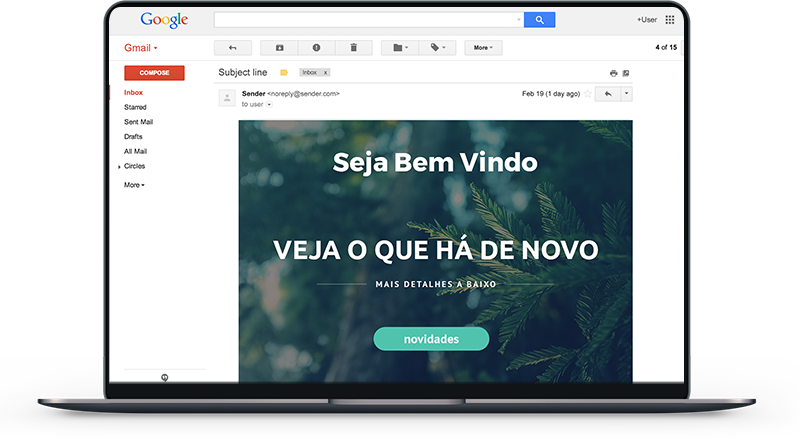 Google
+User
Gmail
More
4 of 15
COMPOSE
Subject line
Inbox x
Inbox
Sender <noreply@sender.com>
Feb 19 (1 day ago)
to user
Starred
Sent Mail
Drafts
All Mail
Circles
More
Seja Bem Vindo
VEJA O QUE HÁ DE NOVO
MAIS DETALHES A BAIXO
novidades